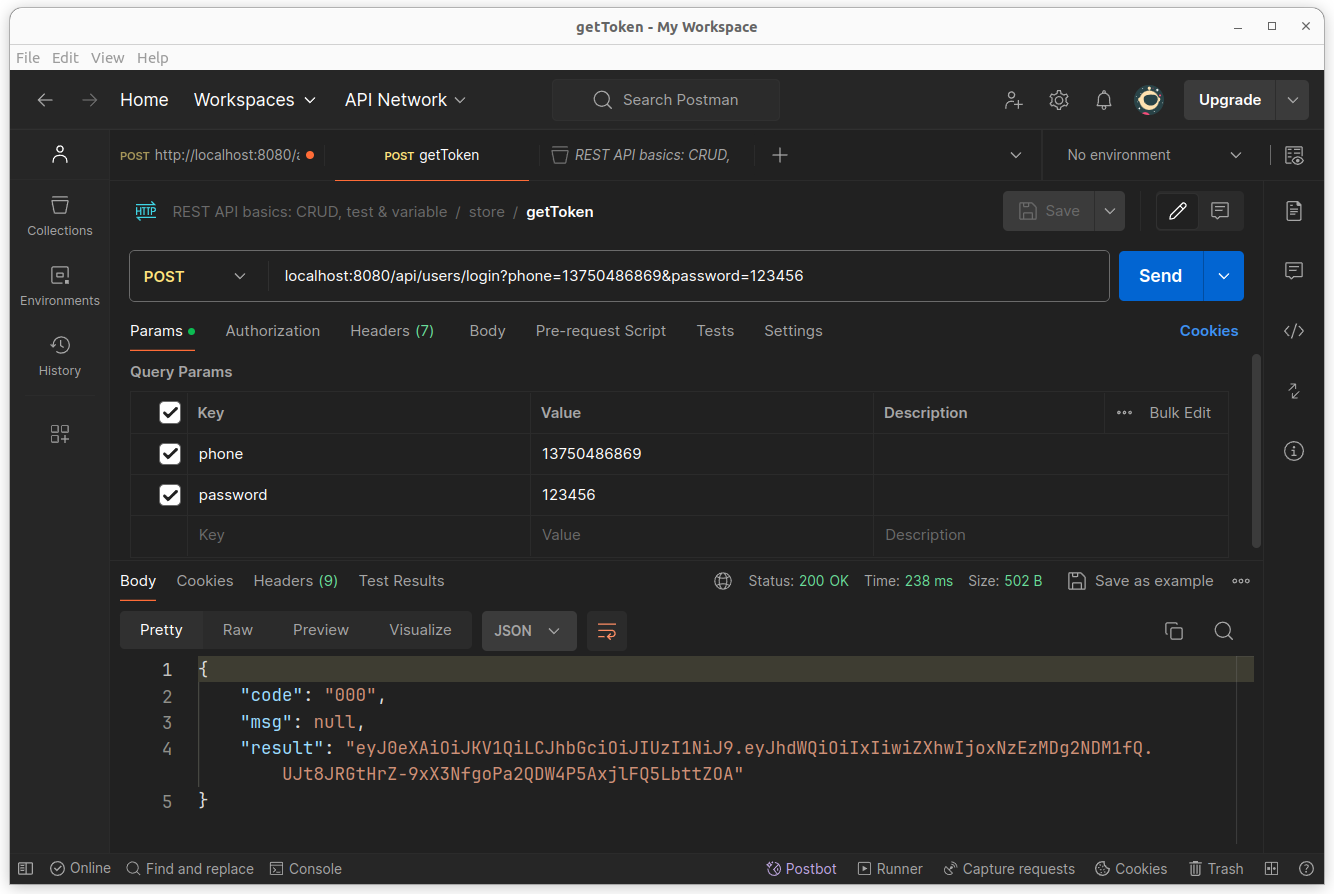 getToken - My Workspace
File Edit View Help
Home Workspaces API Network Search Postman Upgrade
POST http://localhost:8080/a POST getToken REST API basics: CRUD, No environment
HTTP REST API basics: CRUD, test & variable / store / getToken Save
Collections
POST localhost:8080/api/users/login?phone=13750486869&password=123456 Send
Environments
Params Authorization Headers (7) Body Pre-request Script Tests Settings Cookies
History
Query Params
Key Value Description Bulk Edit
phone 13750486869
password 123456
Key Value Description
Body Cookies Headers (9) Test Results Status: 200 OK Time: 238 ms Size: 502 B Save as example
Pretty Raw Preview Visualize JSON
1 {
2 "code": "000",
3 "msg": null,
4 "result": "eyJ0eXAiOiJKV1QiLCJhbGciOiJIUzI1NiJ9.eyJhdWQiOiIxIiwiZXhwIjoxNzEzMDg2NDM1fQ.
UJt8JRGtHrZ-9xX3NfgoPa2QDW4P5AxjlFQ5LbttZOA"
5 }
Online Find and replace Console Postbot Runner Capture requests Cookies Trash